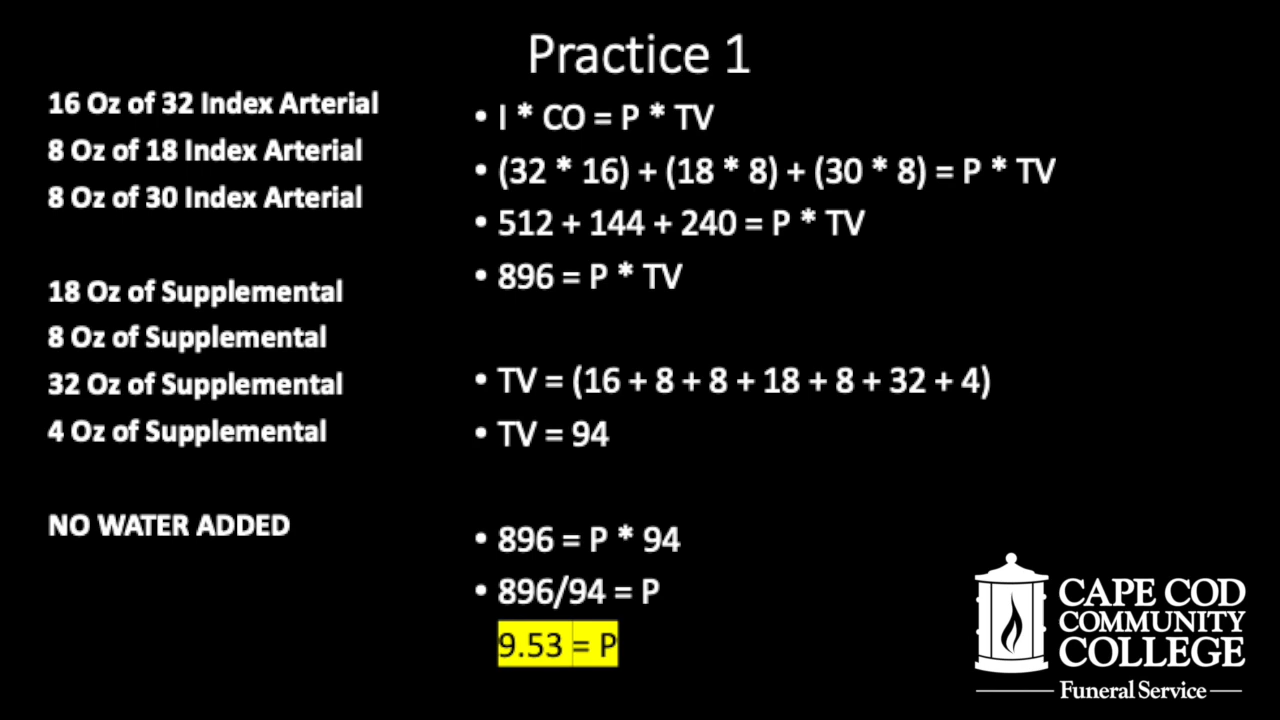 Practice 1
16 Oz of 32 Index Arterial
8 Oz of 18 Index Arterial
8 Oz of 30 Index Arterial
18 Oz of Supplemental
8 Oz of Supplemental
32 Oz of Supplemental
4 Oz of Supplemental
NO WATER ADDED
• I * CO = P * TV
• (32 * 16) + (18 * 8) + (30 * 8) = P * TV
• 512 + 144 + 240 = P * TV
• 896 = P * TV
• TV = (16 + 8 + 8 + 18 + 8 + 32 + 4)
• TV = 94
• 896 = P * 94
• 896/94 = P
9.53 = P
CAPE COD
COMMUNITY
COLLEGE
Funeral Service